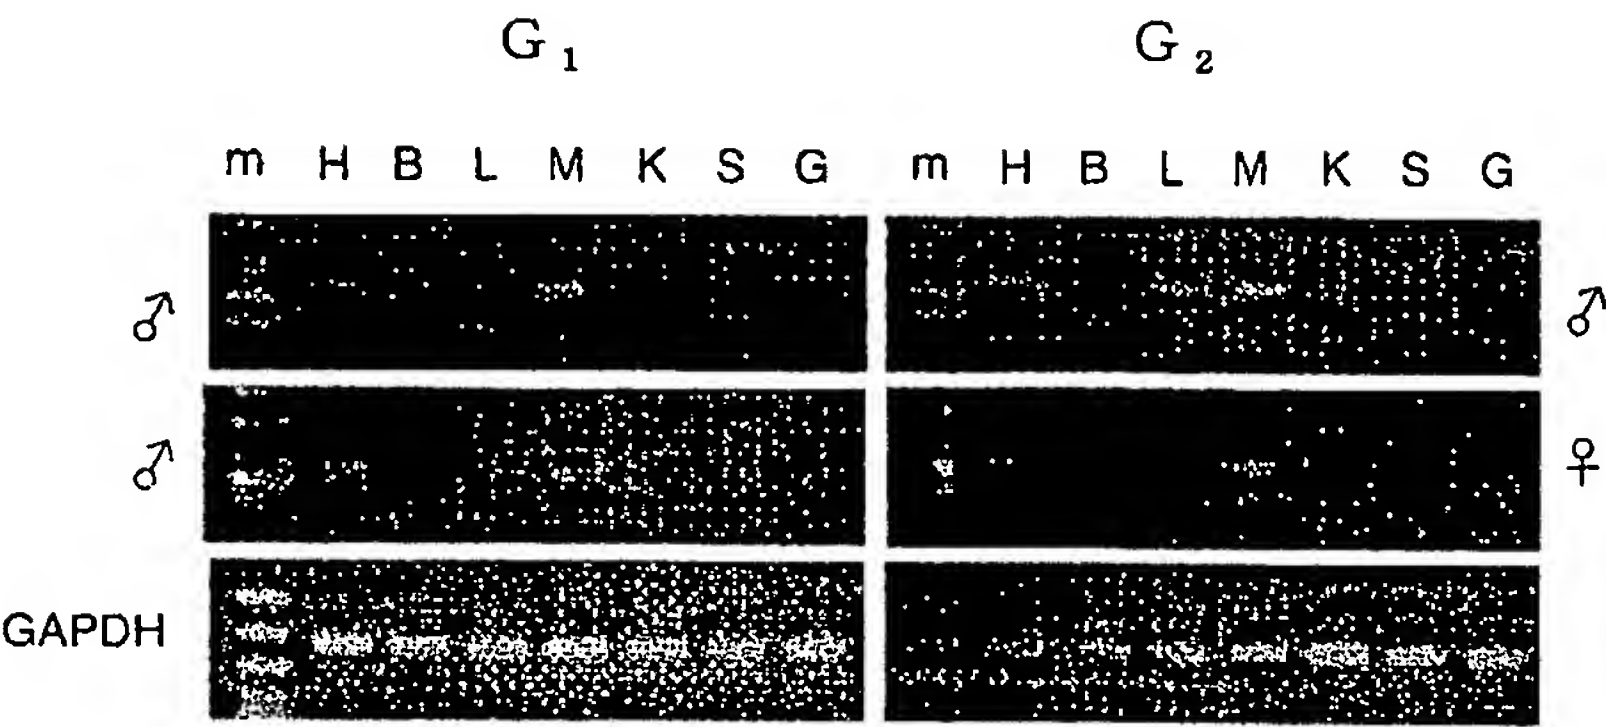 G₁ G₂
m H B L M K S G m H B L M K S G
♂ ♂
♂ ♀
GAPDH